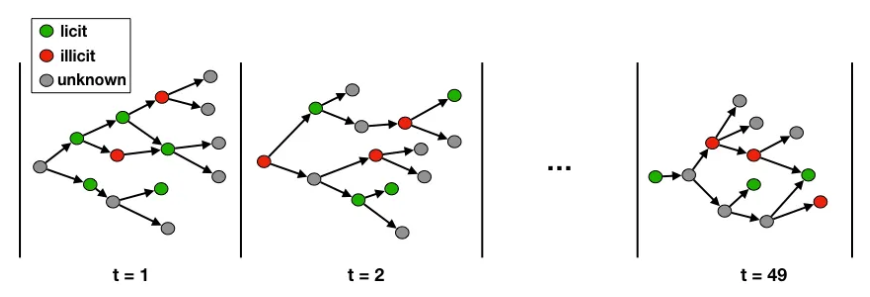 licit
illicit
unknown
...
t = 1
t = 2
t = 49